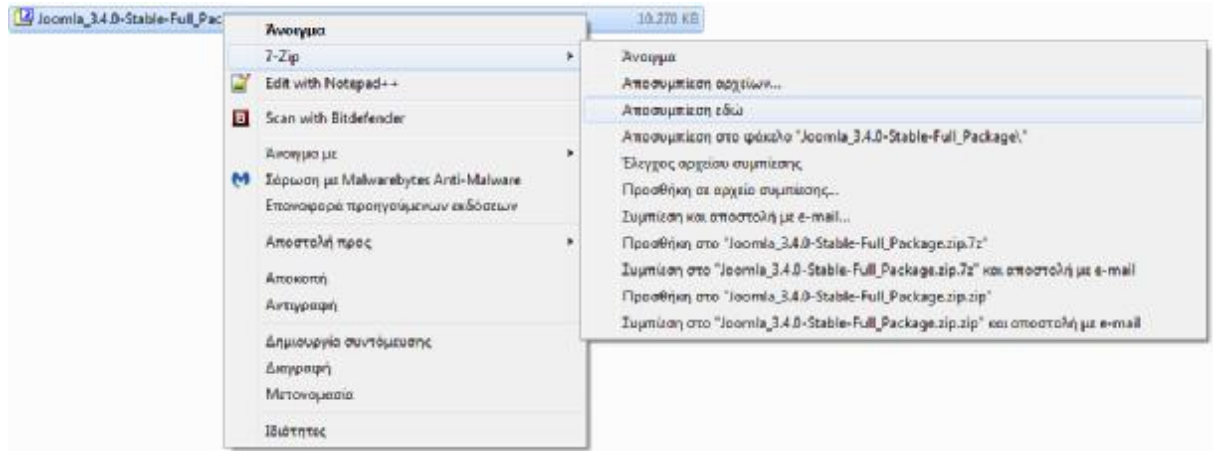 Joomla_3.4.0-Stable-Full_Pac
10.270 KB
Άνοιγμα
7-Zip
Edit with Notepad++
Scan with Bitdefender
Άνοιγμα με
Σάρωση με Malwarebytes Anti-Malware
Επαναφορά προηγούμενων εκδόσεων
Αποστολή προς
Αποκοπή
Αντιγραφή
Δημιουργία συντόμευσης
Διαγραφή
Μετονομασία
Ιδιότητες
Άνοιγμα
Αποσυμπίεση αρχείων...
Αποσυμπίεση εδώ
Αποσυμπίεση στο φάκελο "Joomla_3.4.0-Stable-Full_Package\"
Έλεγχος αρχείου συμπίεσης
Προσθήκη σε αρχείο συμπίεσης...
Συμπίεση και αποστολή με e-mail...
Προσθήκη στο "Joomla_3.4.0-Stable-Full_Package.zip.7z"
Συμπίεση στο "Joomla_3.4.0-Stable-Full_Package.zip.7z" και αποστολή με e-mail
Προσθήκη στο "Joomla_3.4.0-Stable-Full_Package.zip.zip"
Συμπίεση στο "Joomla_3.4.0-Stable-Full_Package.zip.zip" και αποστολή με e-mail